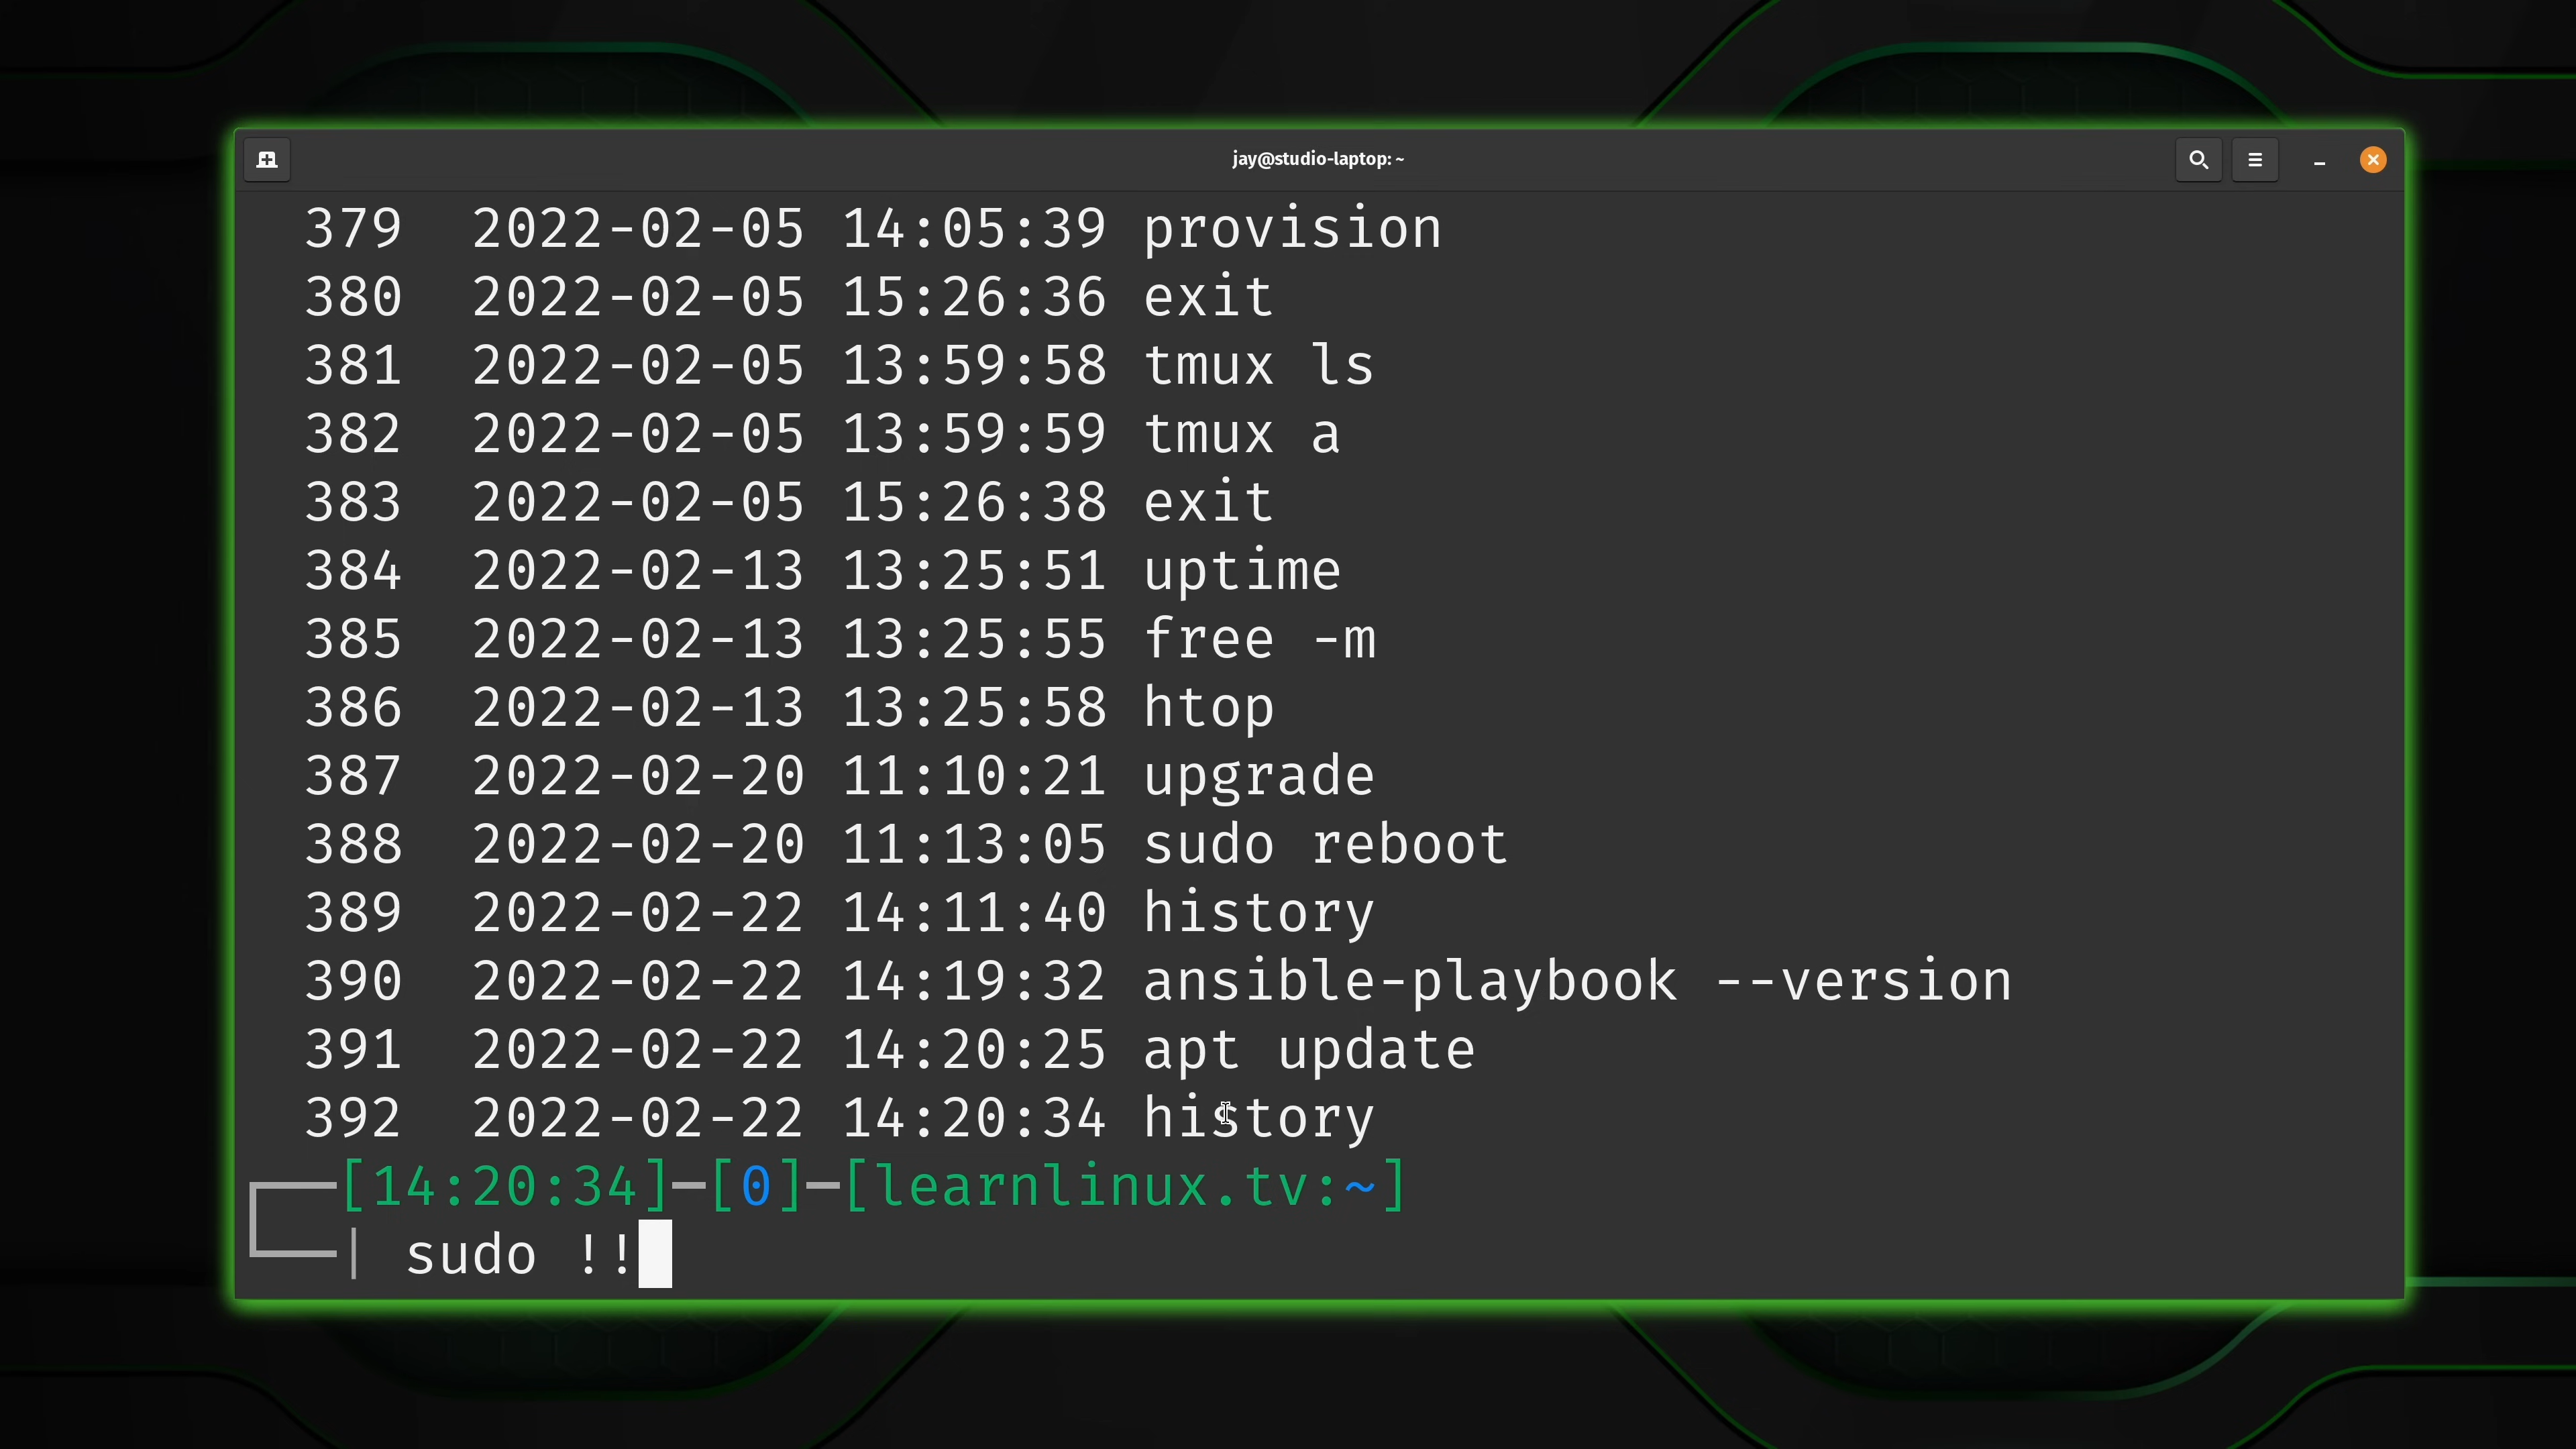 jay@studio-laptop: ~
379  2022-02-05 14:05:39 provision
380  2022-02-05 15:26:36 exit
381  2022-02-05 13:59:58 tmux ls
382  2022-02-05 13:59:59 tmux a
383  2022-02-05 15:26:38 exit
384  2022-02-13 13:25:51 uptime
385  2022-02-13 13:25:55 free -m
386  2022-02-13 13:25:58 htop
387  2022-02-20 11:10:21 upgrade
388  2022-02-20 11:13:05 sudo reboot
389  2022-02-22 14:11:40 history
390  2022-02-22 14:19:32 ansible-playbook --version
391  2022-02-22 14:20:25 apt update
392  2022-02-22 14:20:34 history
[14:20:34]─[0]─[learnlinux.tv:~]
| sudo !!